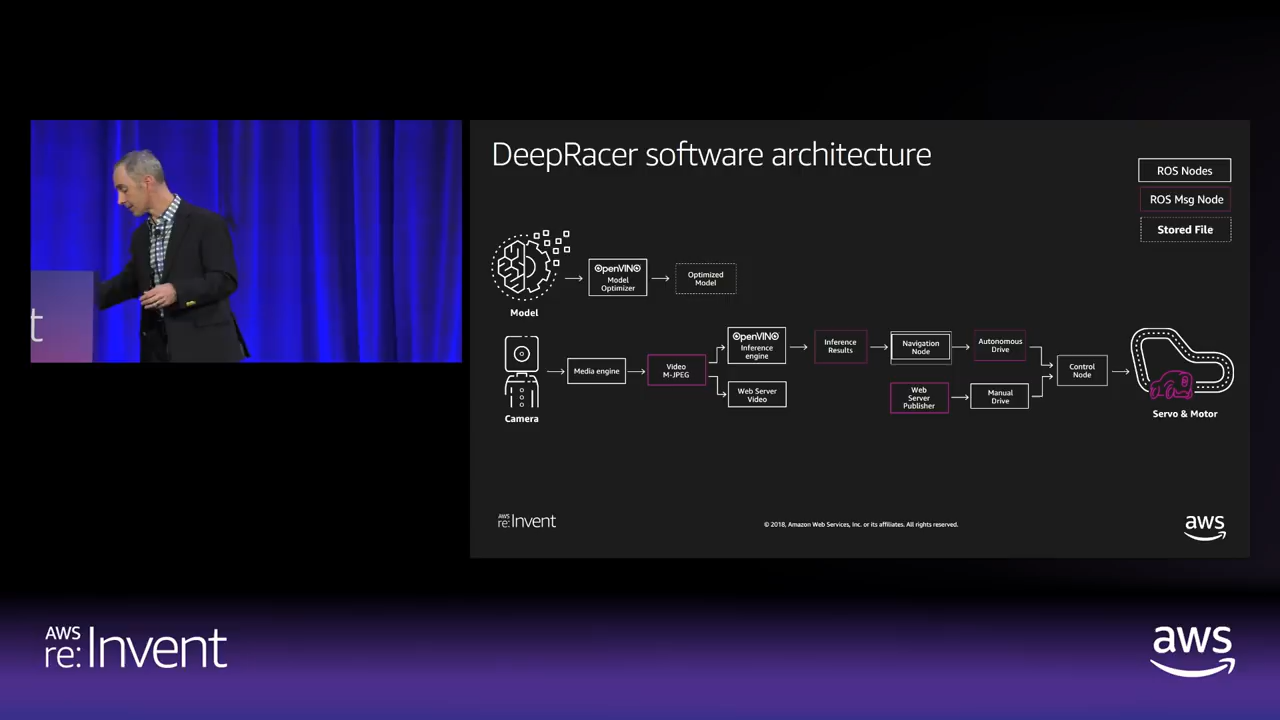 DeepRacer software architecture
ROS Nodes
ROS Msg Node
Stored File
OpenVINO
Model
Optimizer
Optimized
Model
Model
OpenVINO
Inference
engine
Inference
Results
Navigation
Node
Autonomous
Drive
Media engine
Video
M-JPEG
Web Server
Video
Web
Server
Publisher
Manual
Drive
Control
Node
Camera
Servo & Motor
t
AWS
re:Invent
© 2018, Amazon Web Services, Inc. or its affiliates. All rights reserved.
aws
AWS
re:Invent
aws